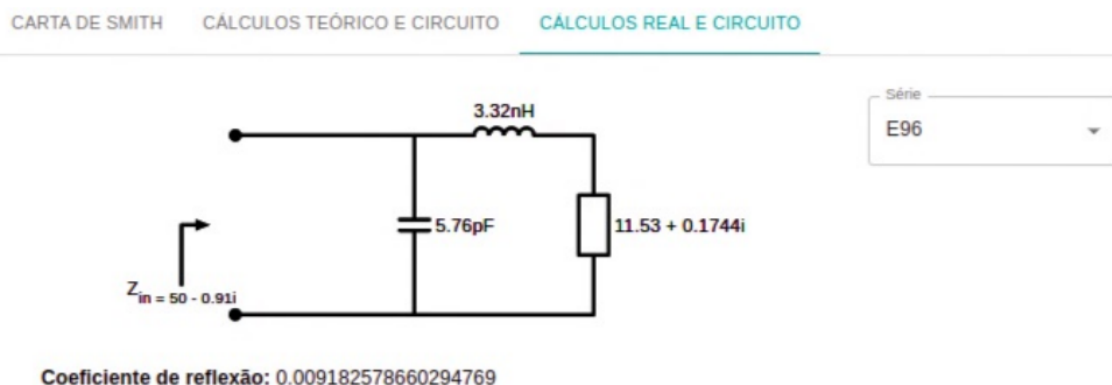 CARTA DE SMITH CÁLCULOS TEÓRICO E CIRCUITO CÁLCULOS REAL E CIRCUITO
Série
E96
3.32nH
5.76pF
11.53 + 0.1744i
Zin = 50 - 0.91i
Coeficiente de reflexão: 0.009182578660294769